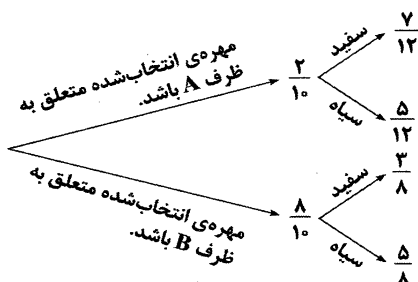 مهره‌ی انتخاب‌شده متعلق به
ظرف A باشد.
۲/۱۰
سفید
۷/۱۲
سیاه
۵/۱۲
مهره‌ی انتخاب‌شده متعلق به
ظرف B باشد.
۸/۱۰
سفید
۳/۸
سیاه
۵/۸